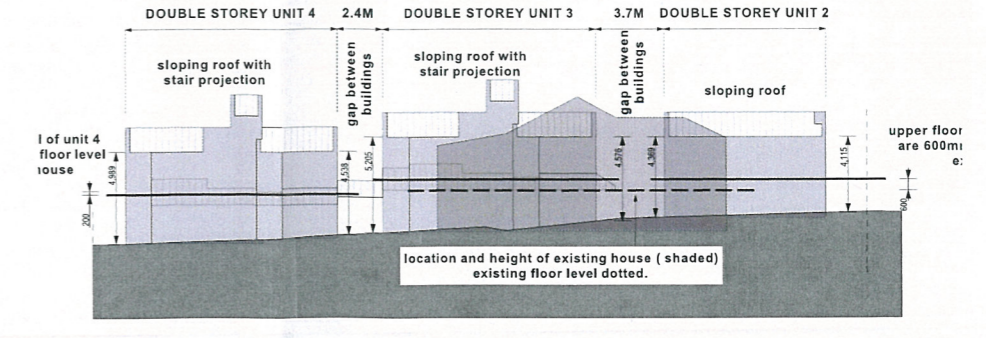 DOUBLE STOREY UNIT 4
2.4M
DOUBLE STOREY UNIT 3
3.7M
DOUBLE STOREY UNIT 2
sloping roof with
stair projection
gap between
buildings
sloping roof with
stair projection
gap between
buildings
sloping roof
l of unit 4
floor level
house
upper floor
are 600m
e
4,989
4,538
5,205
4,576
4,369
4,115
200
600
location and height of existing house ( shaded)
existing floor level dotted.